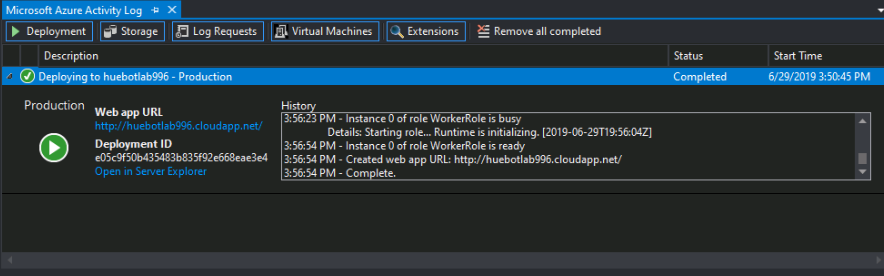 Microsoft Azure Activity Log
Deployment Storage Log Requests Virtual Machines Extensions Remove all completed
Description Status Start Time
Deploying to huebotlab996 - Production Completed 6/29/2019 3:50:45 PM
Production
Web app URL
http://huebotlab996.cloudapp.net/
Deployment ID
e05c9f50b435483b835f92e668eae3e4
Open in Server Explorer
History
3:56:23 PM - Instance 0 of role WorkerRole is busy
Details: Starting role... Runtime is initializing. [2019-06-29T19:56:04Z]
3:56:54 PM - Instance 0 of role WorkerRole is ready
3:56:54 PM - Created web app URL: http://huebotlab996.cloudapp.net/
3:56:54 PM - Complete.